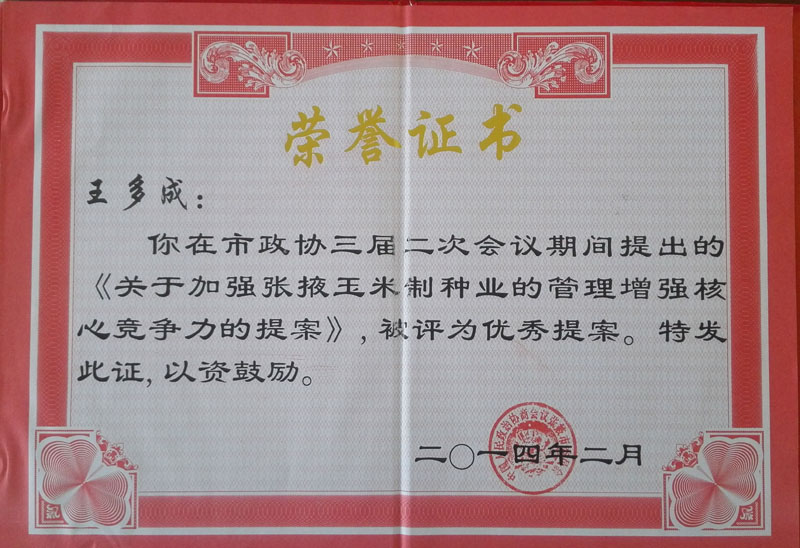 荣誉证书
王多成：
你在市政协三届二次会议期间提出的
《关于加强张掖玉米制种业的管理增强核
心竞争力的提案》，被评为优秀提案。特发
此证，以资鼓励。
二〇一四年二月